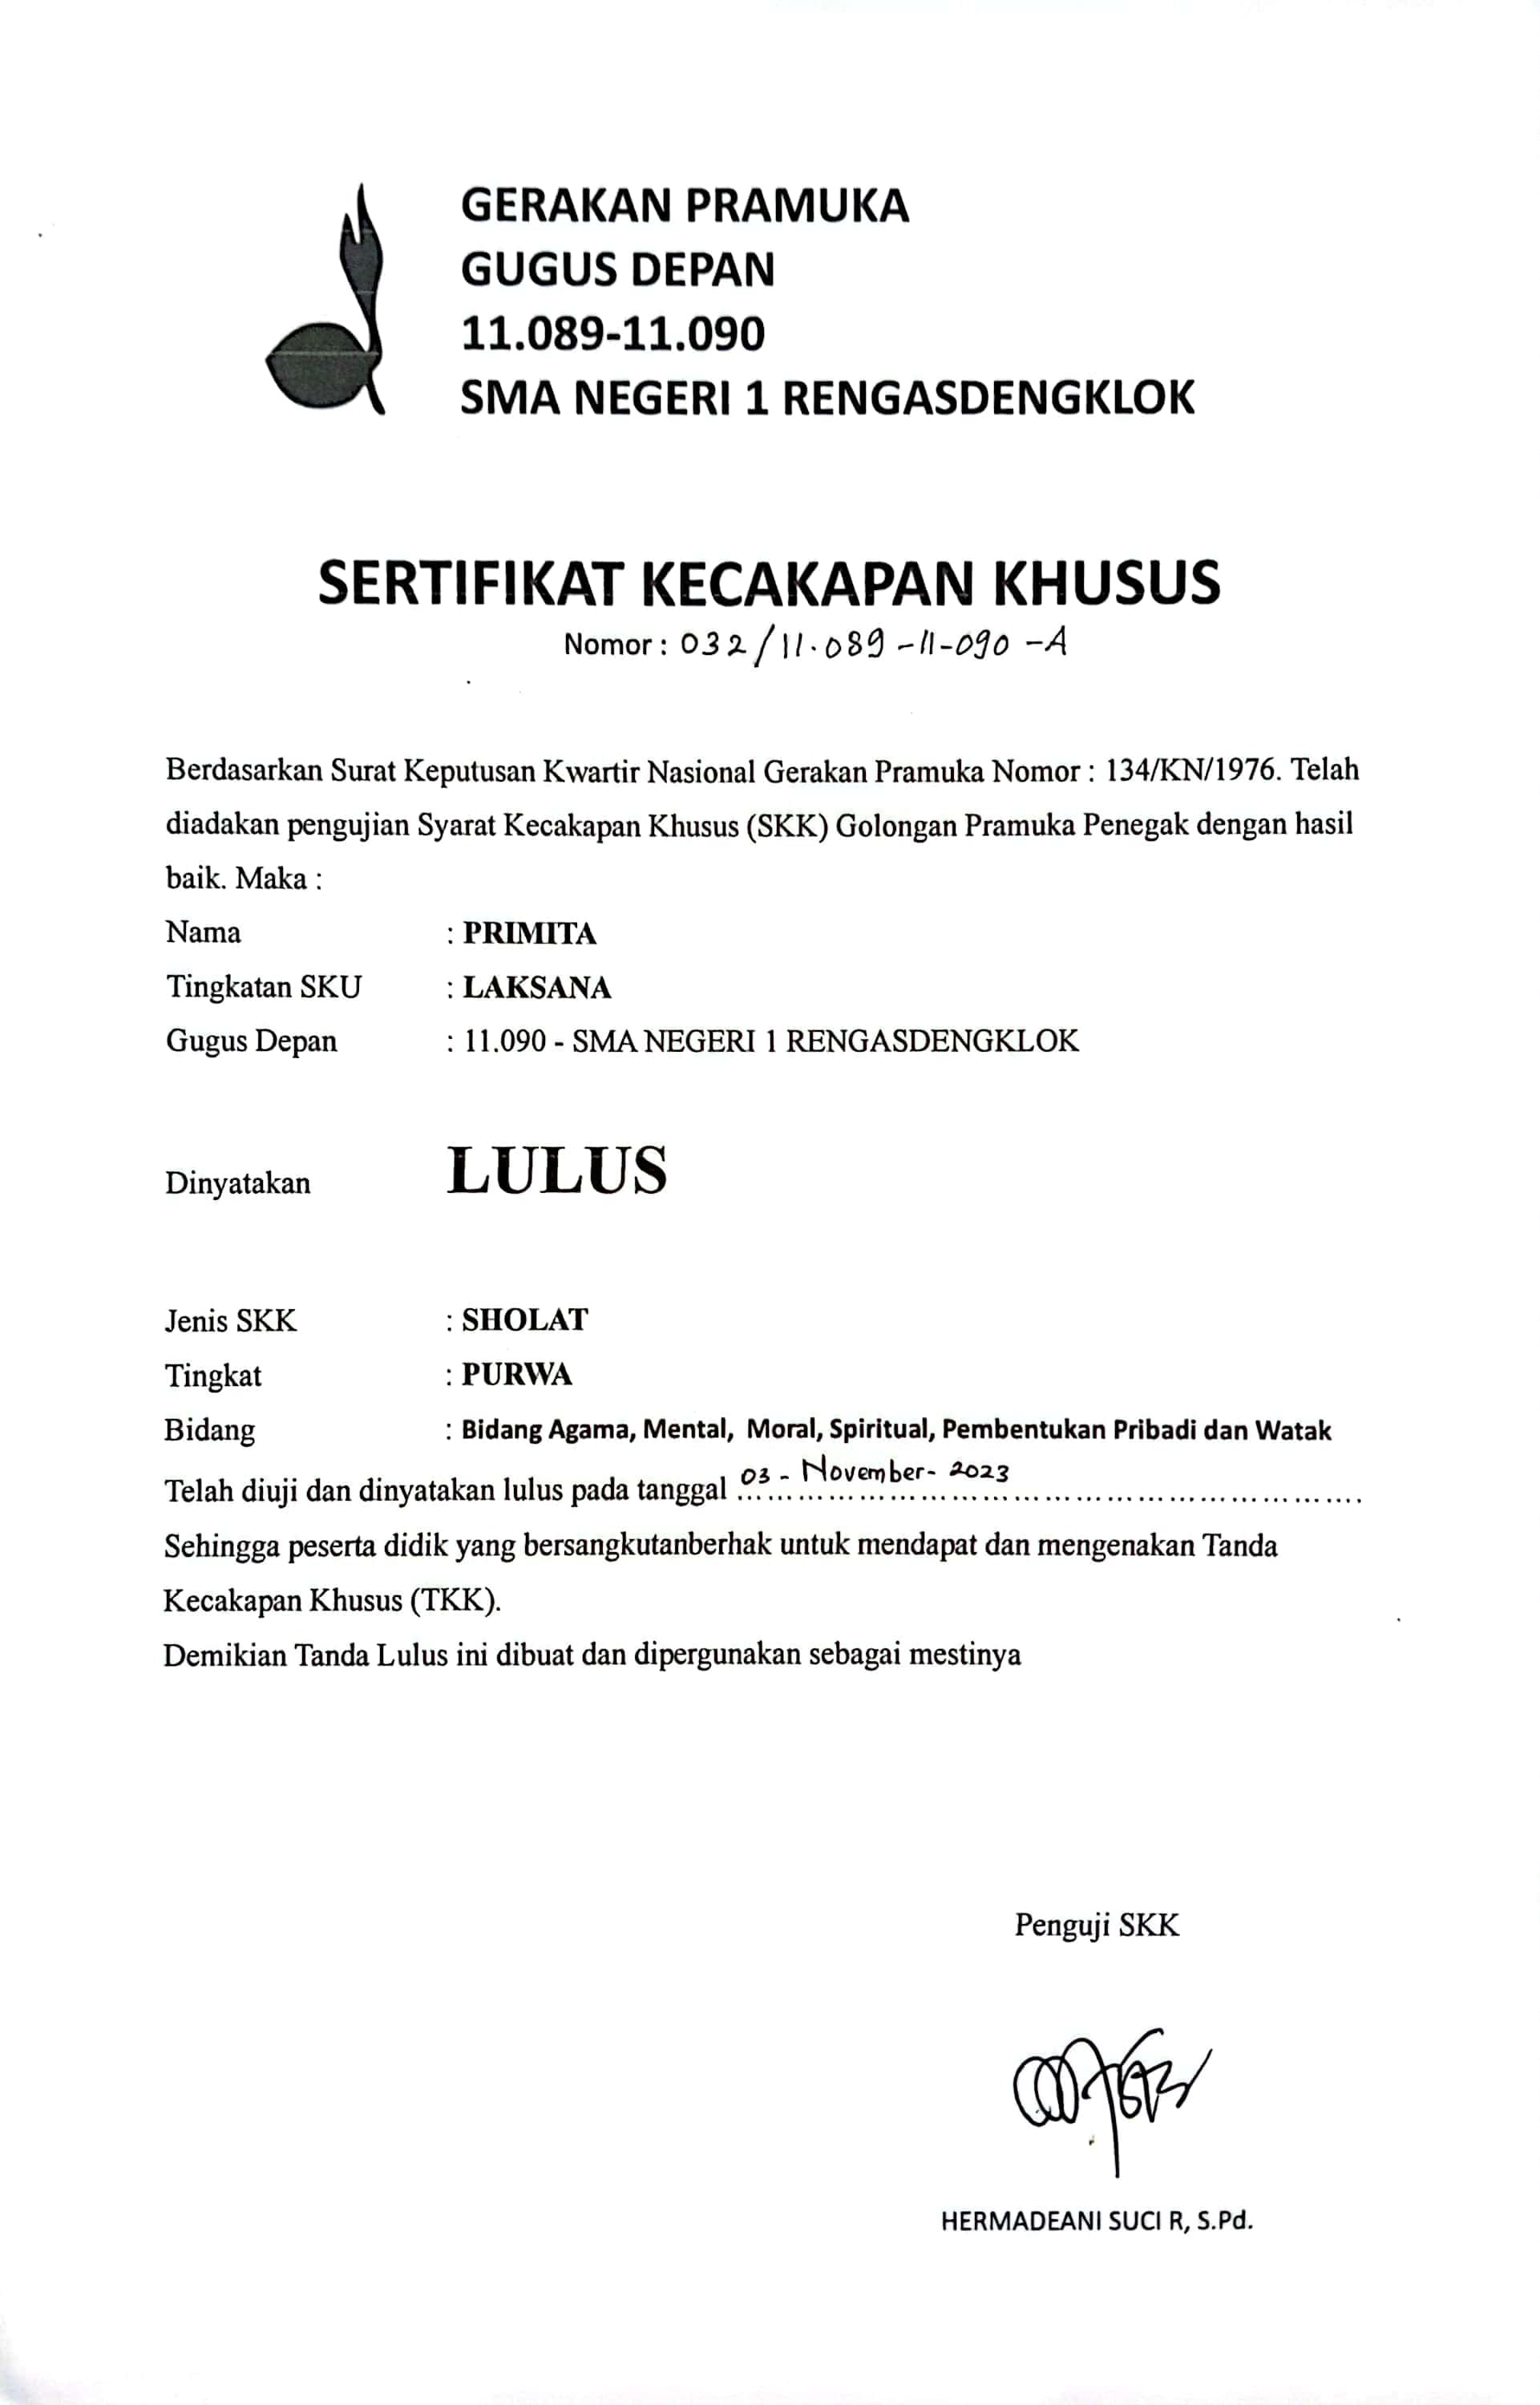 GERAKAN PRAMUKA
GUGUS DEPAN
11.089-11.090
SMA NEGERI 1 RENGASDENGKLOK
SERTIFIKAT KECAKAPAN KHUSUS
Nomor : 032/11.089-11-090-A
Berdasarkan Surat Keputusan Kwartir Nasional Gerakan Pramuka Nomor : 134/KN/1976. Telah
diadakan pengujian Syarat Kecakapan Khusus (SKK) Golongan Pramuka Penegak dengan hasil
baik. Maka :
Nama : PRIMITA
Tingkatan SKU : LAKSANA
Gugus Depan : 11.090 - SMA NEGERI 1 RENGASDENGKLOK
Dinyatakan LULUS
Jenis SKK : SHOLAT
Tingkat : PURWA
Bidang : Bidang Agama, Mental, Moral, Spiritual, Pembentukan Pribadi dan Watak
Telah diuji dan dinyatakan lulus pada tanggal 03 - November- 2023
Sehingga peserta didik yang bersangkutanberhak untuk mendapat dan mengenakan Tanda
Kecakapan Khusus (TKK).
Demikian Tanda Lulus ini dibuat dan dipergunakan sebagai mestinya
Penguji SKK
HERMADEANI SUCI R, S.Pd.